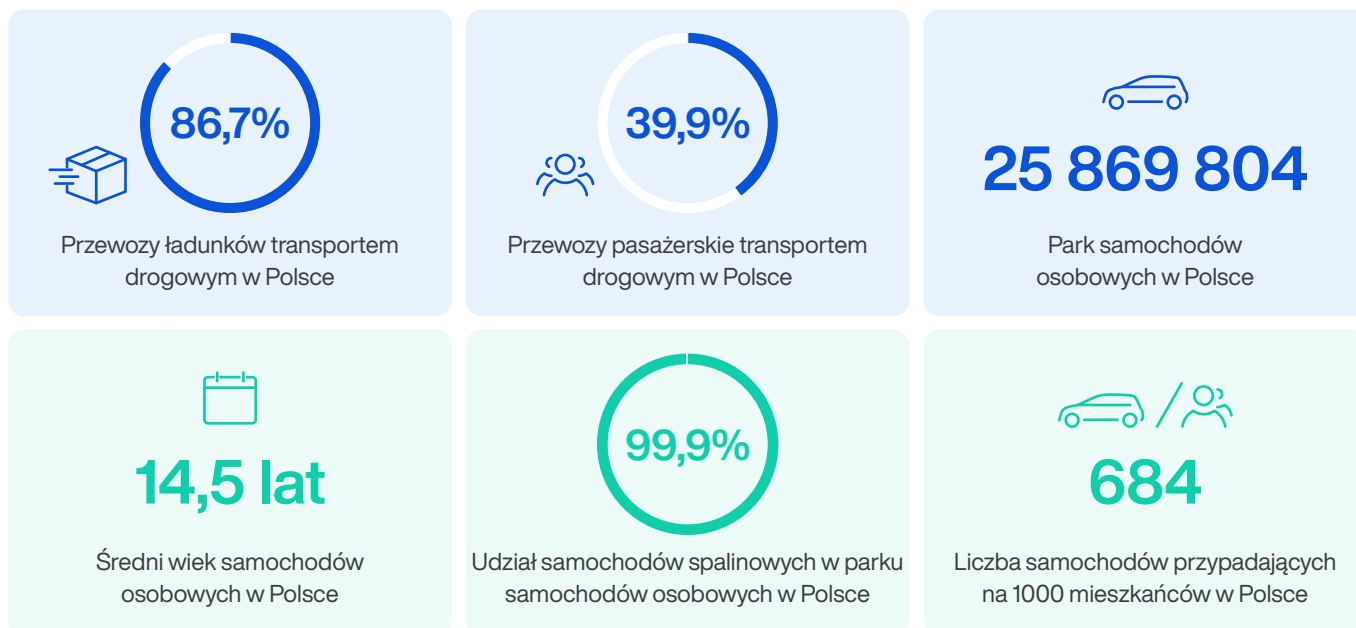 86,7%
Przewozy ładunków transportem
drogowym w Polsce
39,9%
Przewozy pasażerskie transportem
drogowym w Polsce
25 869 804
Park samochodów
osobowych w Polsce
14,5 lat
Średni wiek samochodów
osobowych w Polsce
99,9%
Udział samochodów spalinowych w parku
samochodów osobowych w Polsce
684
Liczba samochodów przypadających
na 1000 mieszkańców w Polsce